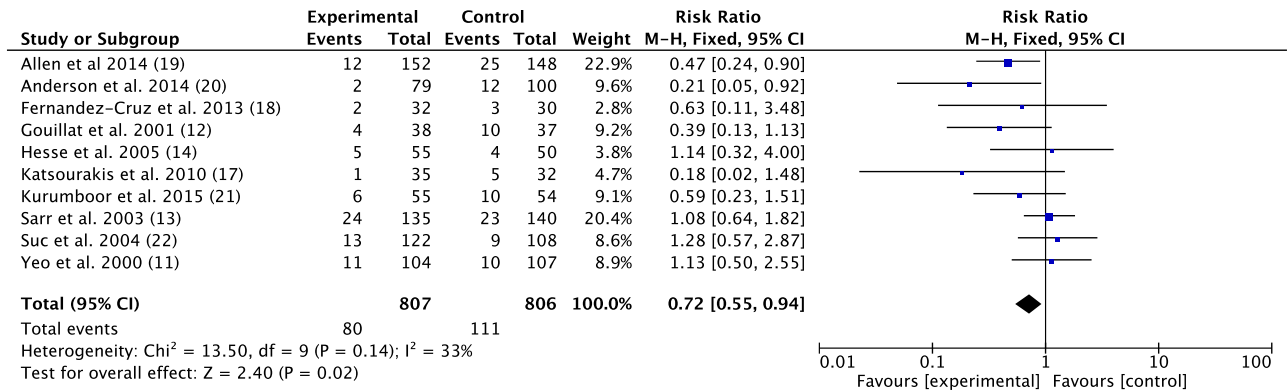 Experimental Control Risk Ratio Risk Ratio
Study or Subgroup Events Total Events Total Weight M-H, Fixed, 95% CI M-H, Fixed, 95% CI
Allen et al 2014 (19) 12 152 25 148 22.9% 0.47 [0.24, 0.90]
Anderson et al. 2014 (20) 2 79 12 100 9.6% 0.21 [0.05, 0.92]
Fernandez-Cruz et al. 2013 (18) 2 32 3 30 2.8% 0.63 [0.11, 3.48]
Gouillat et al. 2001 (12) 4 38 10 37 9.2% 0.39 [0.13, 1.13]
Hesse et al. 2005 (14) 5 55 4 50 3.8% 1.14 [0.32, 4.00]
Katsourakis et al. 2010 (17) 1 35 5 32 4.7% 0.18 [0.02, 1.48]
Kurumboor et al. 2015 (21) 6 55 10 54 9.1% 0.59 [0.23, 1.51]
Sarr et al. 2003 (13) 24 135 23 140 20.4% 1.08 [0.64, 1.82]
Suc et al. 2004 (22) 13 122 9 108 8.6% 1.28 [0.57, 2.87]
Yeo et al. 2000 (11) 11 104 10 107 8.9% 1.13 [0.50, 2.55]
Total (95% CI) 807 806 100.0% 0.72 [0.55, 0.94]
Total events 80 111
Heterogeneity: Chi² = 13.50, df = 9 (P = 0.14); I² = 33%
Test for overall effect: Z = 2.40 (P = 0.02)
0.01 0.1 1 10 100
Favours [experimental] Favours [control]